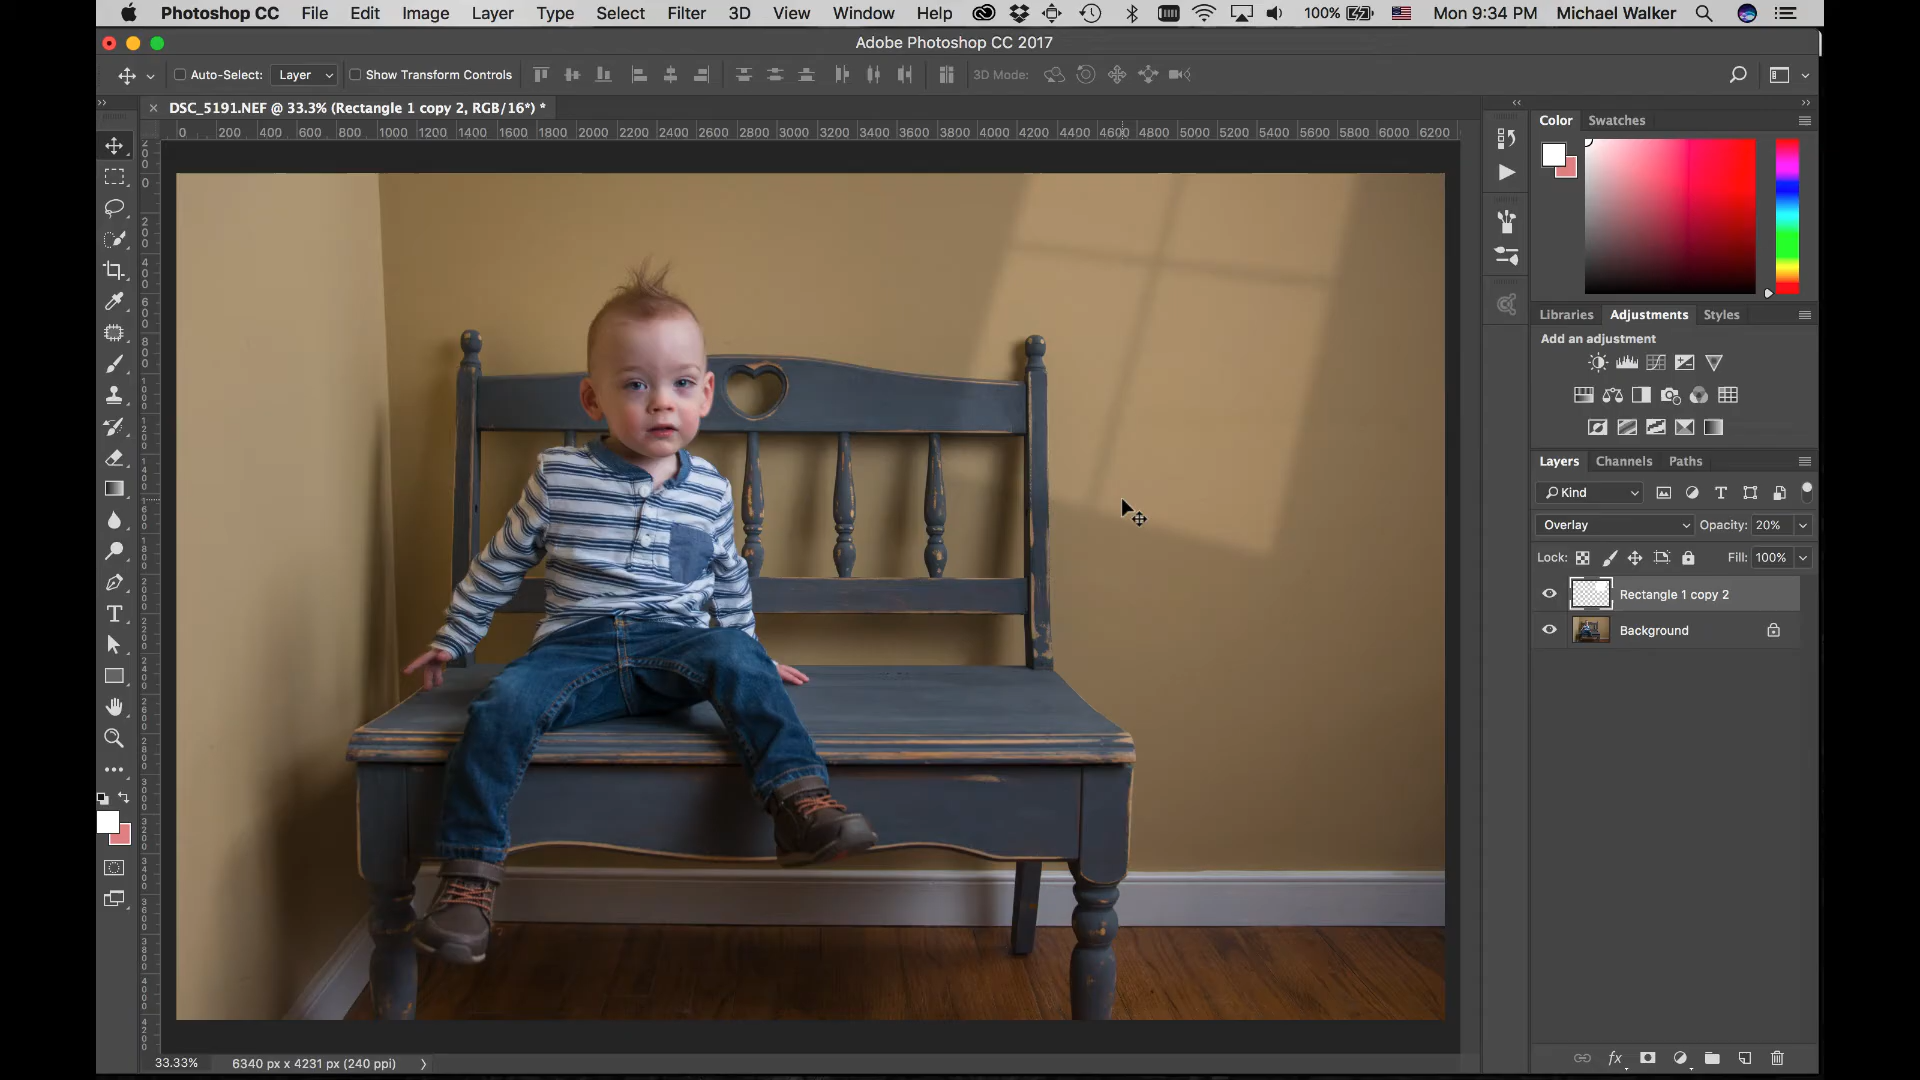 Photoshop CC File Edit Image Layer Type Select Filter 3D View Window Help 100% Mon 9:34 PM Michael Walker
Adobe Photoshop CC 2017
Auto-Select: Layer Show Transform Controls 3D Mode:
DSC_5191.NEF @ 33.3% (Rectangle 1 copy 2, RGB/16*) *
0 200 400 600 800 1000 1200 1400 1600 1800 2000 2200 2400 2600 2800 3000 3200 3400 3600 3800 4000 4200 4400 4600 4800 5000 5200 5400 5600 5800 6000 6200
Color Swatches
Libraries Adjustments Styles
Add an adjustment
Layers Channels Paths
Kind
Overlay Opacity: 20%
Lock: Fill: 100%
Rectangle 1 copy 2
Background
fx
33.33% 6340 px x 4231 px (240 ppi)